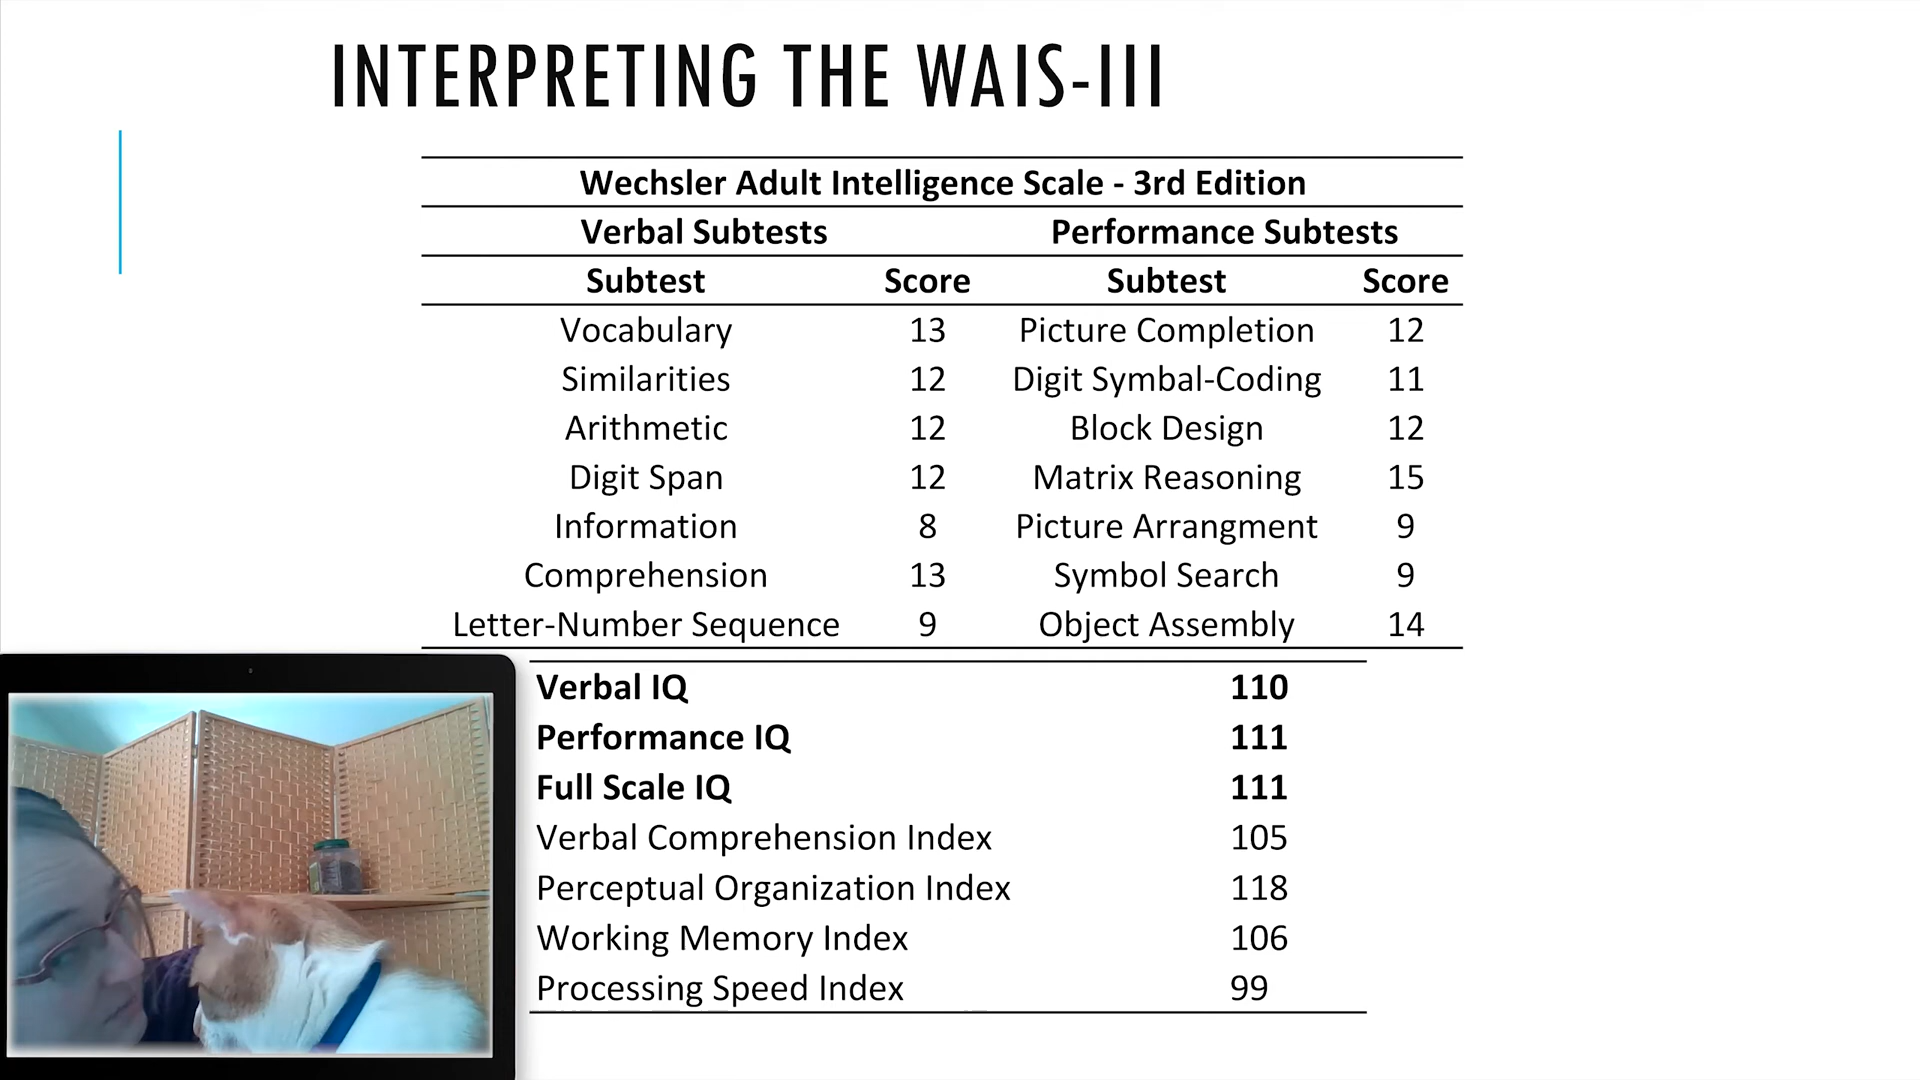 INTERPRETING THE WAIS-III
Wechsler Adult Intelligence Scale - 3rd Edition
Verbal Subtests Performance Subtests
Subtest Score Subtest Score
Vocabulary 13 Picture Completion 12
Similarities 12 Digit Symbal-Coding 11
Arithmetic 12 Block Design 12
Digit Span 12 Matrix Reasoning 15
Information 8 Picture Arrangment 9
Comprehension 13 Symbol Search 9
Letter-Number Sequence 9 Object Assembly 14
Verbal IQ 110
Performance IQ 111
Full Scale IQ 111
Verbal Comprehension Index 105
Perceptual Organization Index 118
Working Memory Index 106
Processing Speed Index 99